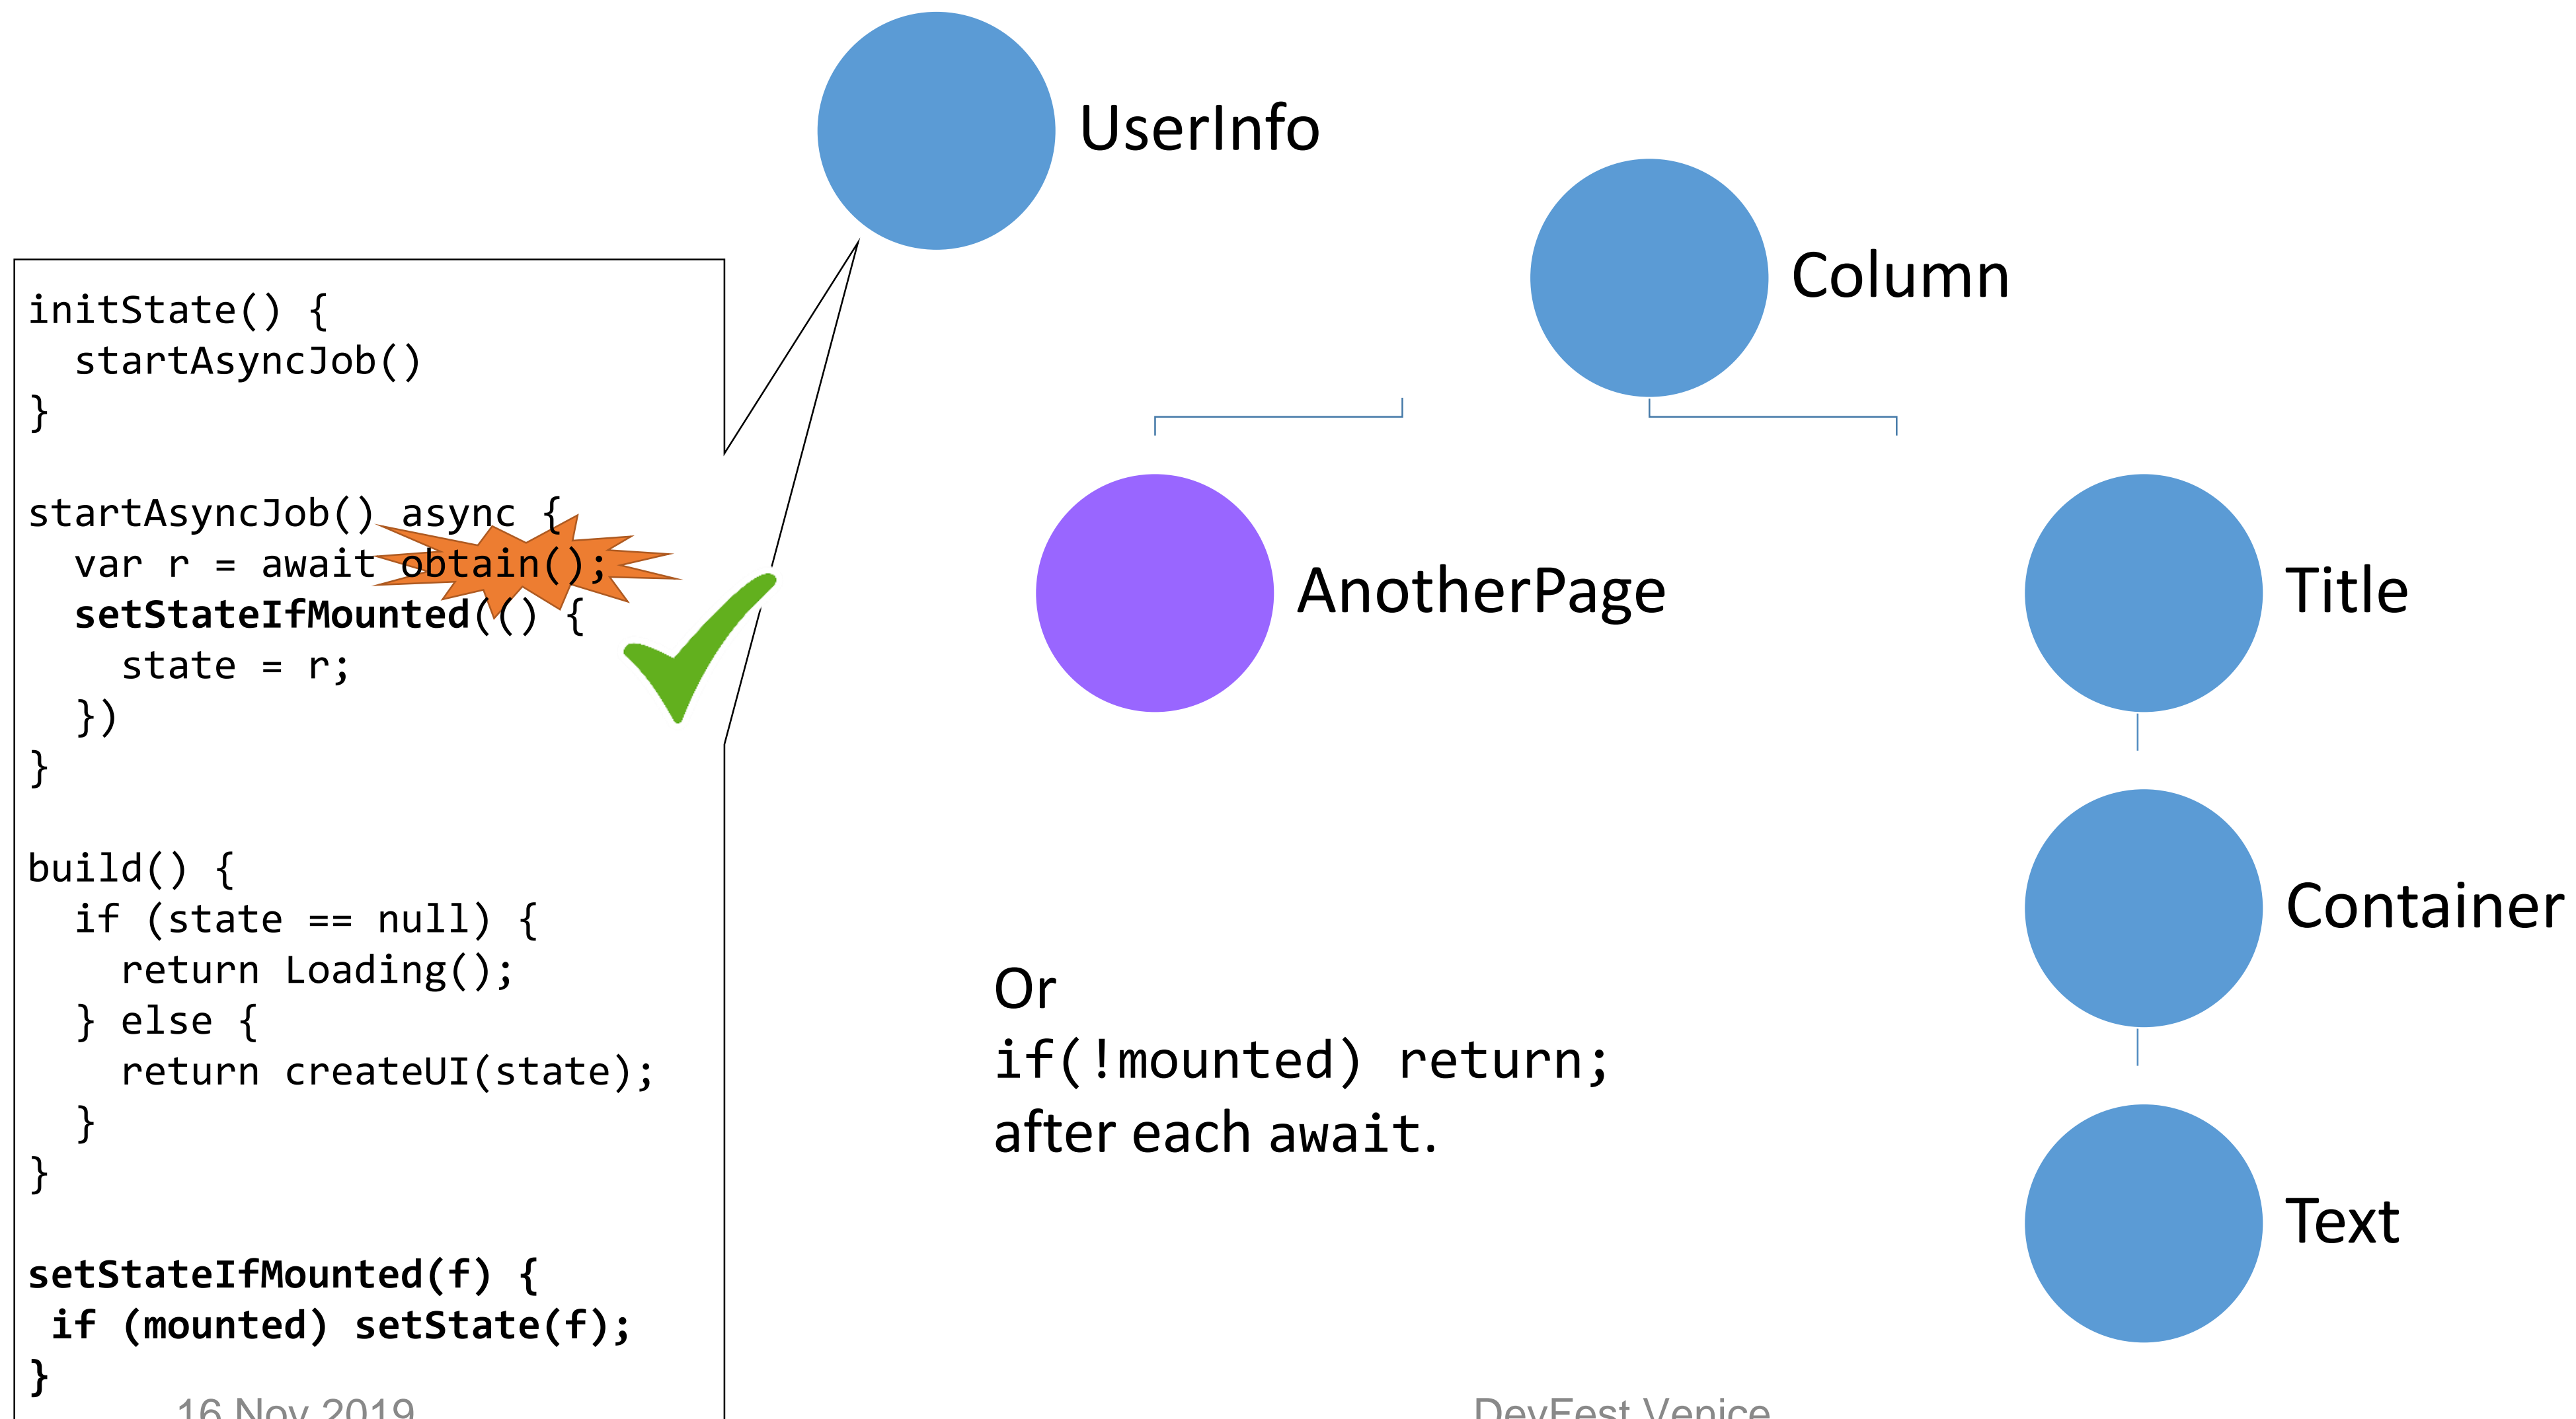 UserInfo
Column
initState() {
  startAsyncJob()
}
startAsyncJob() async {
  var r = await obtain();
  setStateIfMounted(() {
    state = r;
  })
}
build() {
  if (state == null) {
    return Loading();
  } else {
    return createUI(state);
  }
}
setStateIfMounted(f) {
 if (mounted) setState(f);
}
AnotherPage
Title
Container
Text
Or
if(!mounted) return;
after each await.
16 Nov 2019
DevFest Venice